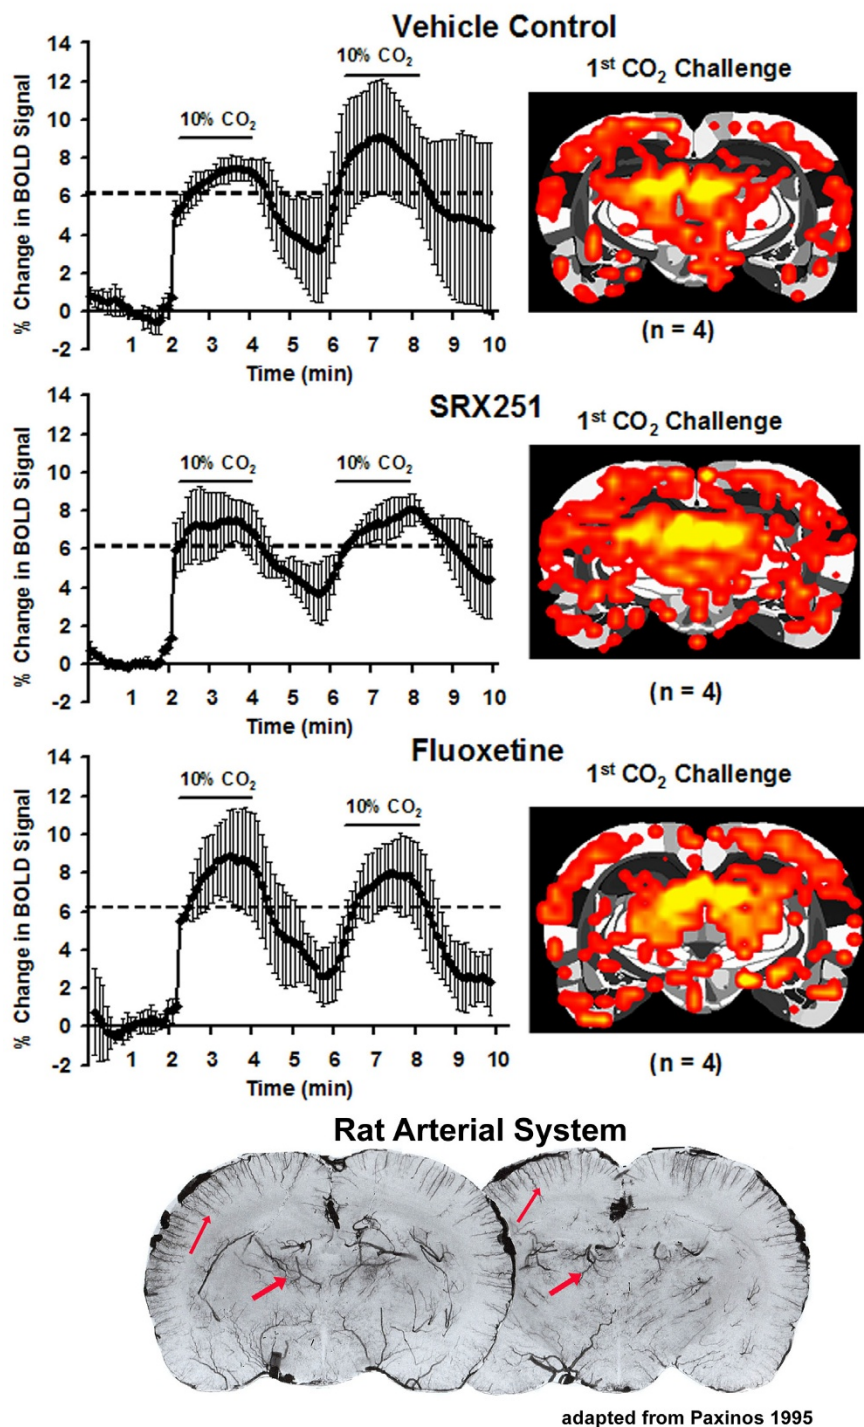 Vehicle Control
% Change in BOLD Signal
14
12
10
8
6
4
2
0
-2
10% CO₂
10% CO₂
1 2 3 4 5 6 7 8 9 10
Time (min)
1st CO₂ Challenge
(n = 4)
SRX251
% Change in BOLD Signal
14
12
10
8
6
4
2
0
-2
10% CO₂
10% CO₂
1 2 3 4 5 6 7 8 9 10
Time (min)
1st CO₂ Challenge
(n = 4)
Fluoxetine
% Change in BOLD Signal
14
12
10
8
6
4
2
0
-2
10% CO₂
10% CO₂
1 2 3 4 5 6 7 8 9 10
Time (min)
1st CO₂ Challenge
(n = 4)
Rat Arterial System
adapted from Paxinos 1995